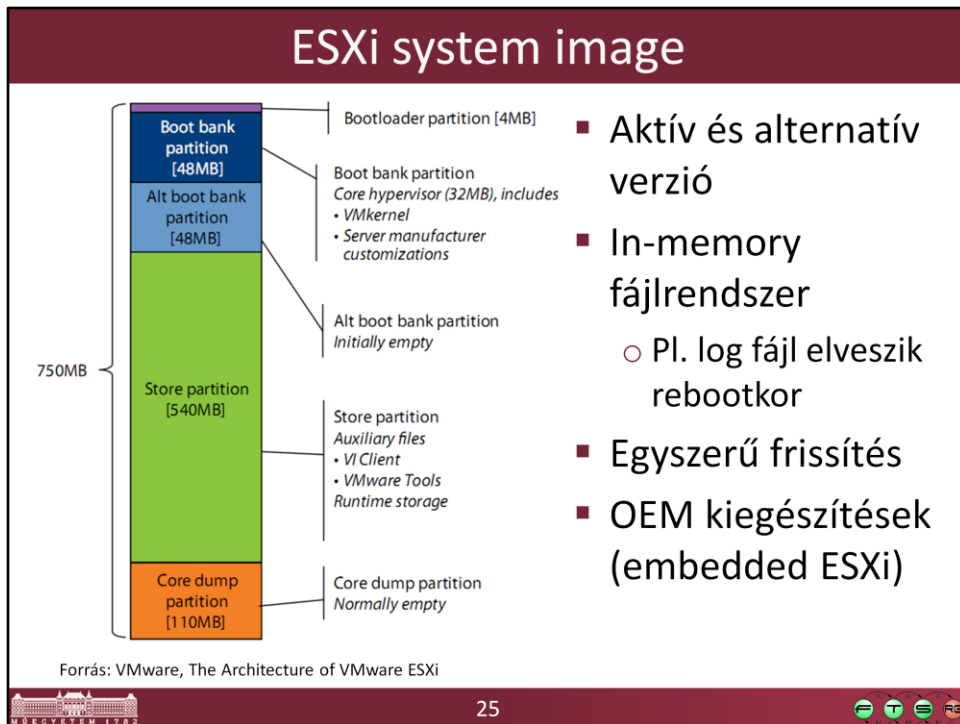 ESXi system image
750MB
Boot bank
partition
[48MB]
Alt boot bank
partition
[48MB]
Store partition
[540MB]
Core dump
partition
[110MB]
Bootloader partition [4MB]
Boot bank partition
Core hypervisor (32MB), includes
• VMkernel
• Server manufacturer
customizations
Alt boot bank partition
Initially empty
Store partition
Auxiliary files
• VI Client
• VMware Tools
Runtime storage
Core dump partition
Normally empty
▪ Aktív és alternatív
verzió
▪ In-memory
fájlrendszer
o Pl. log fájl elveszik
rebootkor
▪ Egyszerű frissítés
▪ OEM kiegészítések
(embedded ESXi)
Forrás: VMware, The Architecture of VMware ESXi
MŰEGYETEM 1782
25
F T S RG